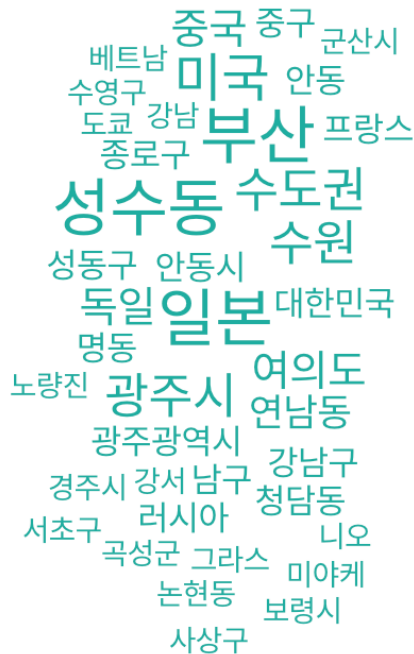 중국 중구
군산시
베트남 미국 안동
수영구
도쿄 강남 부산 프랑스
종로구
성수동 수도권
수원
성동구 안동시
독일 일본 대한민국
명동
여의도
노량진 광주시 연남동
광주광역시
강남구
경주시 강서 남구
청담동
서초구 러시아 니오
곡성군 그라스
미야케
논현동
보령시
사상구